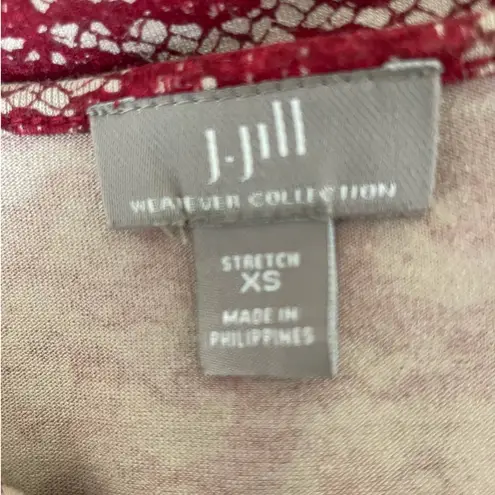 J.Jill
WEAREVER COLLECTION
STRETCH
XS
MADE IN
PHILIPPINES